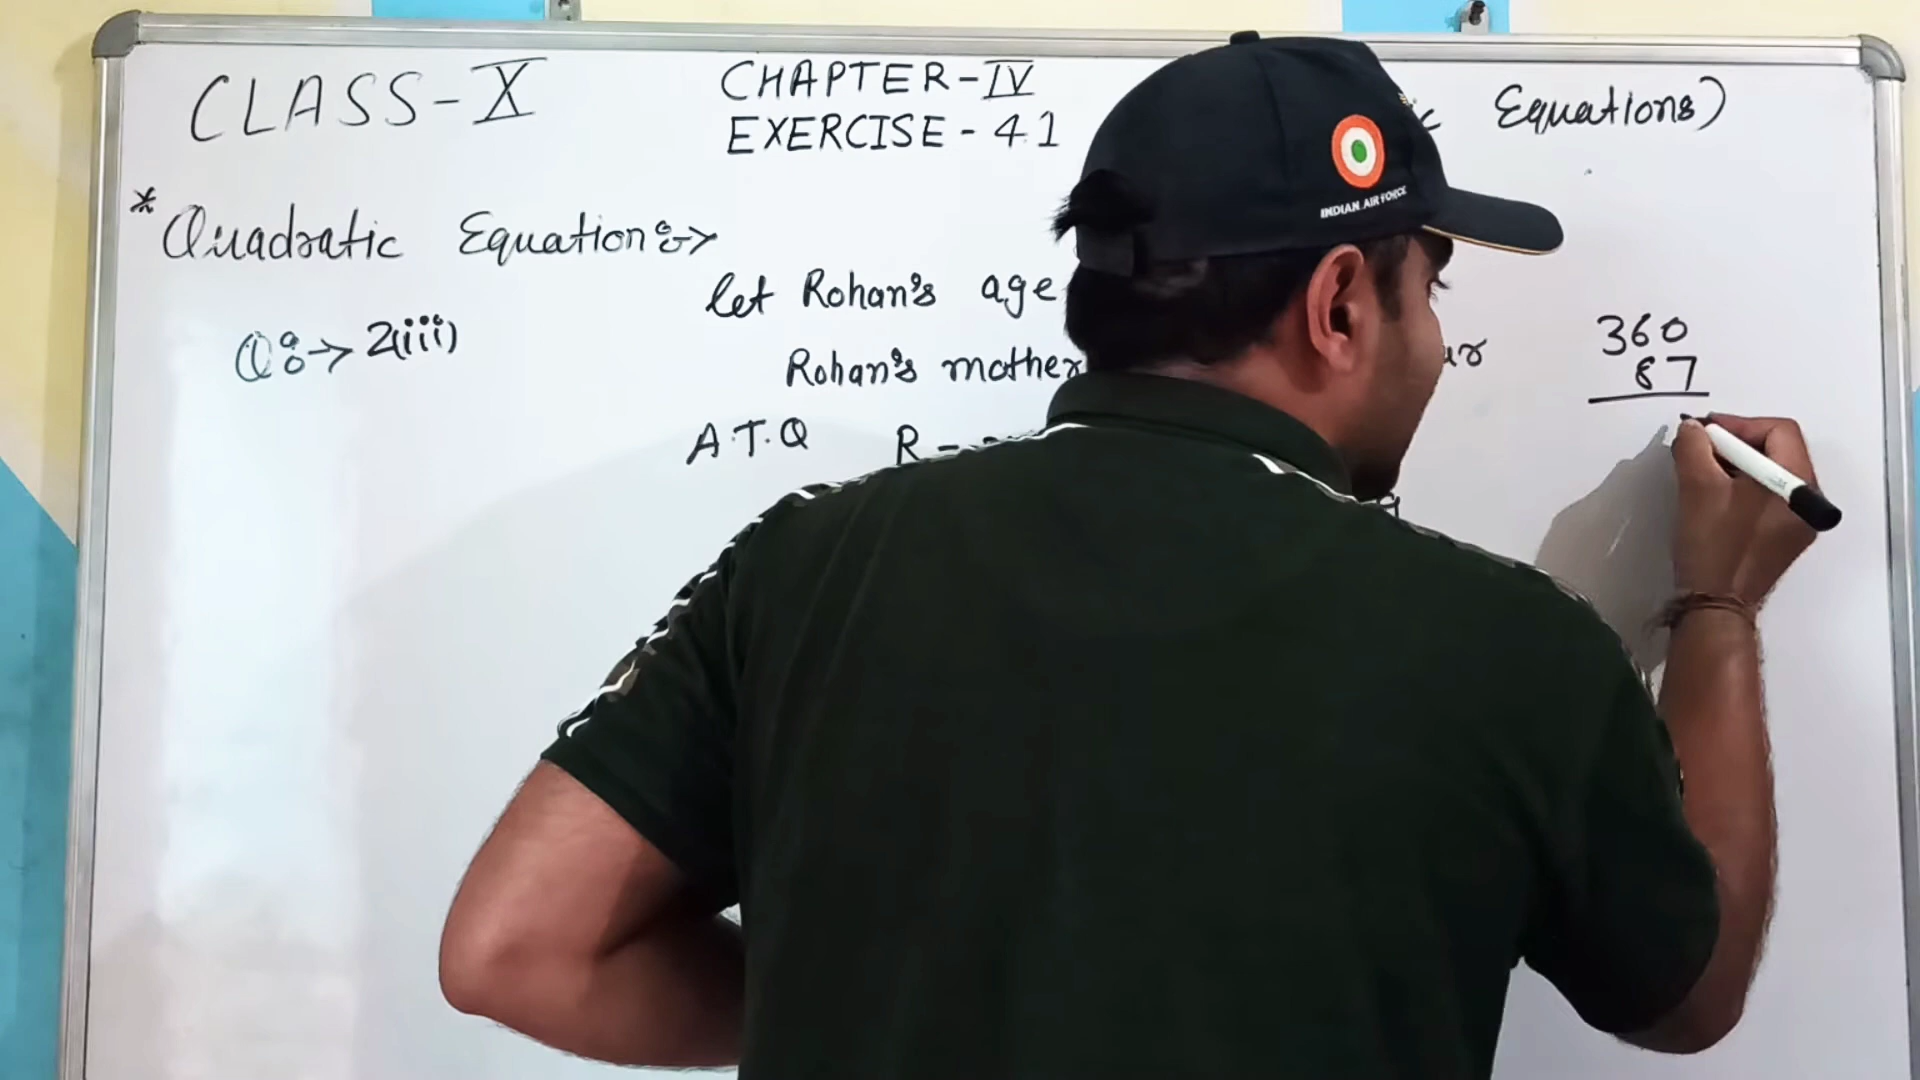 CLASS-X
CHAPTER-IV
EXERCISE-4.1
Equations)
* Quadratic Equation:->
Q:-> 2(iii)
let Rohan's age
Rohan's mother
A.T.Q R -
360
87
INDIAN AIR FORCE